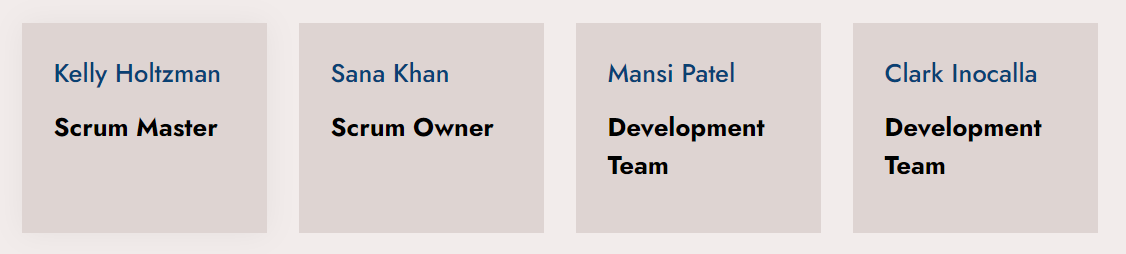 Kelly Holtzman
Scrum Master
Sana Khan
Scrum Owner
Mansi Patel
Development
Team
Clark Inocalla
Development
Team